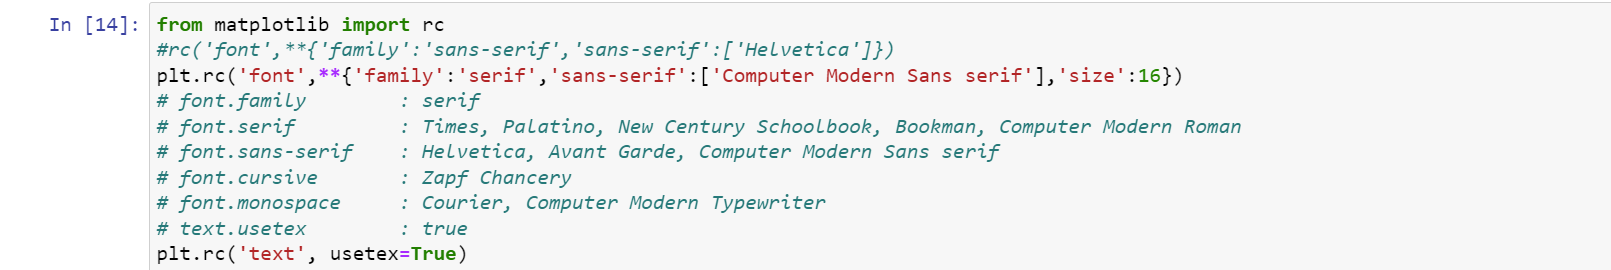 In [14]: from matplotlib import rc
#rc('font',**{'family':'sans-serif','sans-serif':['Helvetica']})
plt.rc('font',**{'family':'serif','sans-serif':['Computer Modern Sans serif'],'size':16})
# font.family        : serif
# font.serif         : Times, Palatino, New Century Schoolbook, Bookman, Computer Modern Roman
# font.sans-serif    : Helvetica, Avant Garde, Computer Modern Sans serif
# font.cursive       : Zapf Chancery
# font.monospace     : Courier, Computer Modern Typewriter
# text.usetex        : true
plt.rc('text', usetex=True)